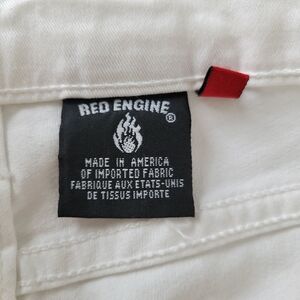 RED ENGINE
®
MADE IN AMERICA
OF IMPORTED FABRIC
FABRIQUE AUX ETATS-UNIS
DE TISSUS IMPORTE